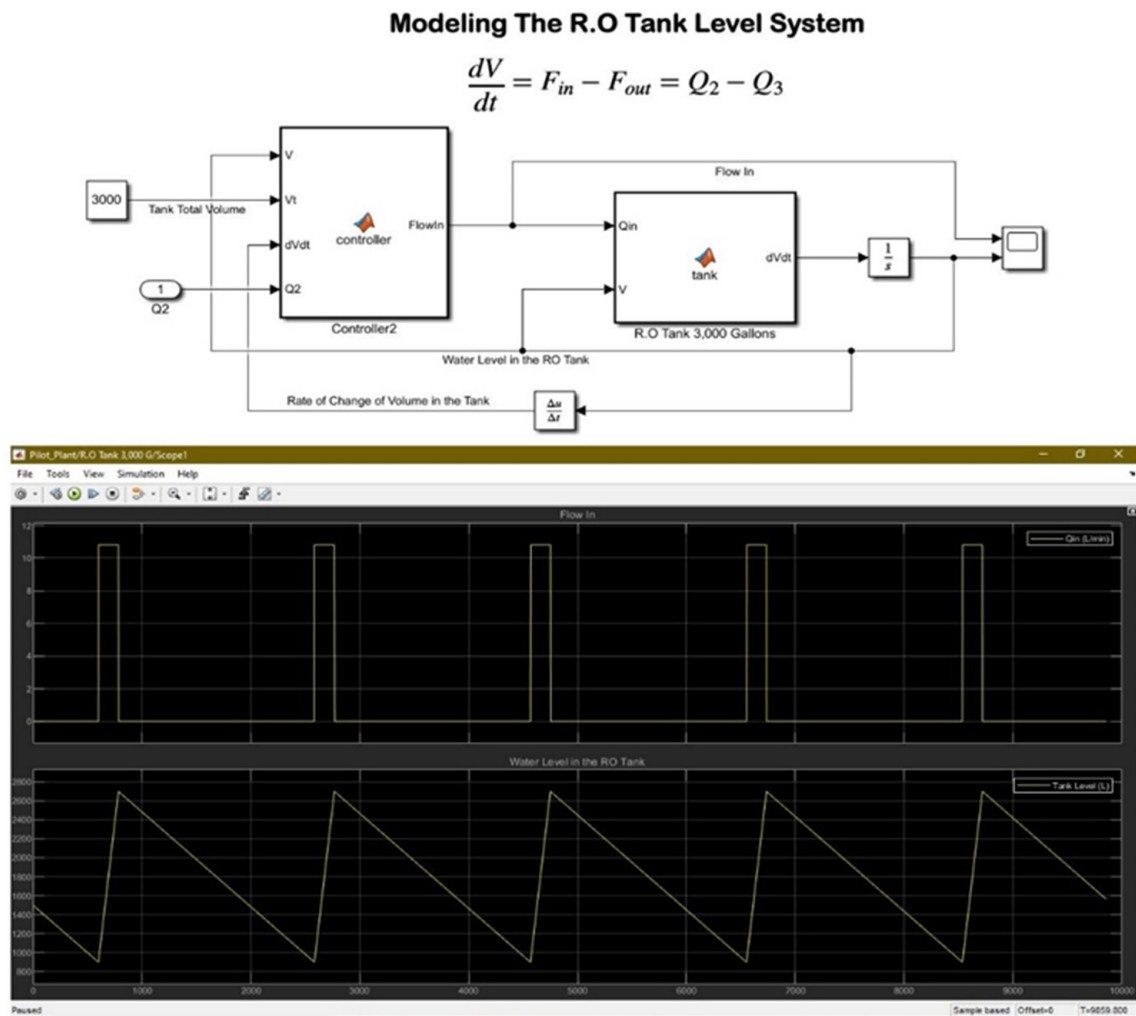 Modeling The R.O Tank Level System
dV/dt = F_in − F_out = Q_2 − Q_3
V
3000
Vt
Tank Total Volume
dVdt
1
Q2
Q2
controller
FlowIn
Controller2
Flow In
Qin
V
tank
dVdt
R.O Tank 3,000 Gallons
1/s
Water Level in the RO Tank
Rate of Change of Volume in the Tank
Δu/Δt
Pilot_Plant/R.O Tank 3,000 G/Scope1
File Tools View Simulation Help
Flow In
Qin (L/min)
12
10
8
6
4
2
0
Water Level in the RO Tank
Tank Level (L)
2800
2600
2400
2200
2000
1800
1600
1400
1200
1000
800
0 1000 2000 3000 4000 5000 6000 7000 8000 9000 10000
Paused
Sample based Offset=0 T=9859.800